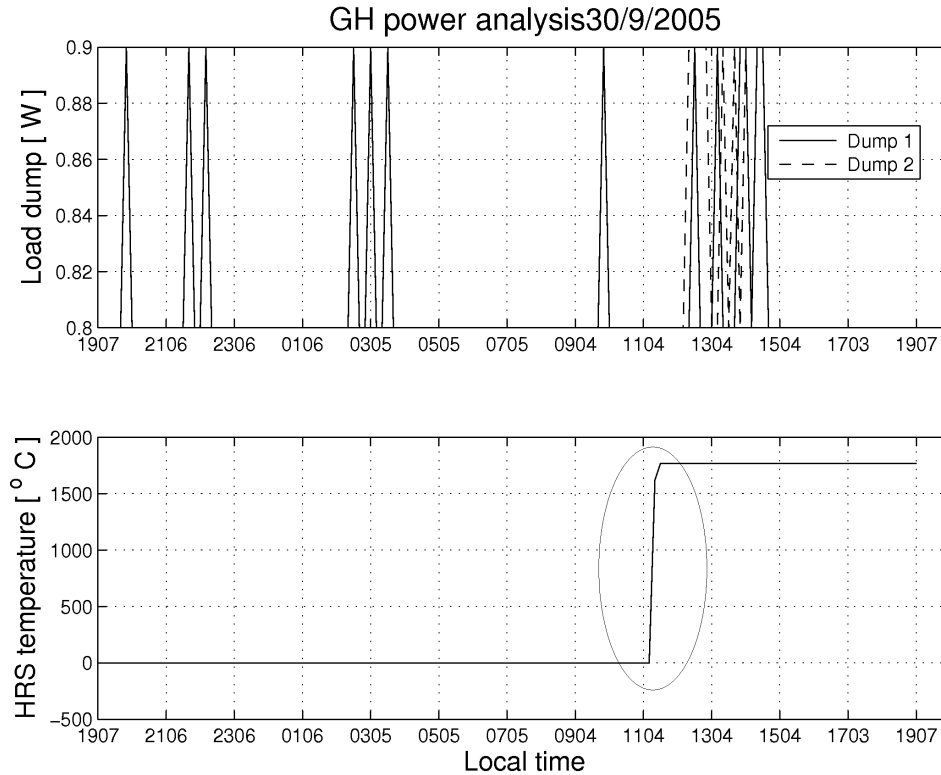 GH power analysis30/9/2005
Load dump [ W ]
0.9
0.88
0.86
0.84
0.82
0.8
Dump 1
Dump 2
1907 2106 2306 0106 0305 0505 0705 0904 1104 1304 1504 1703 1907
HRS temperature [ ° C ]
2000
1500
1000
500
0
−500
1907 2106 2306 0106 0305 0505 0705 0904 1104 1304 1504 1703 1907
Local time